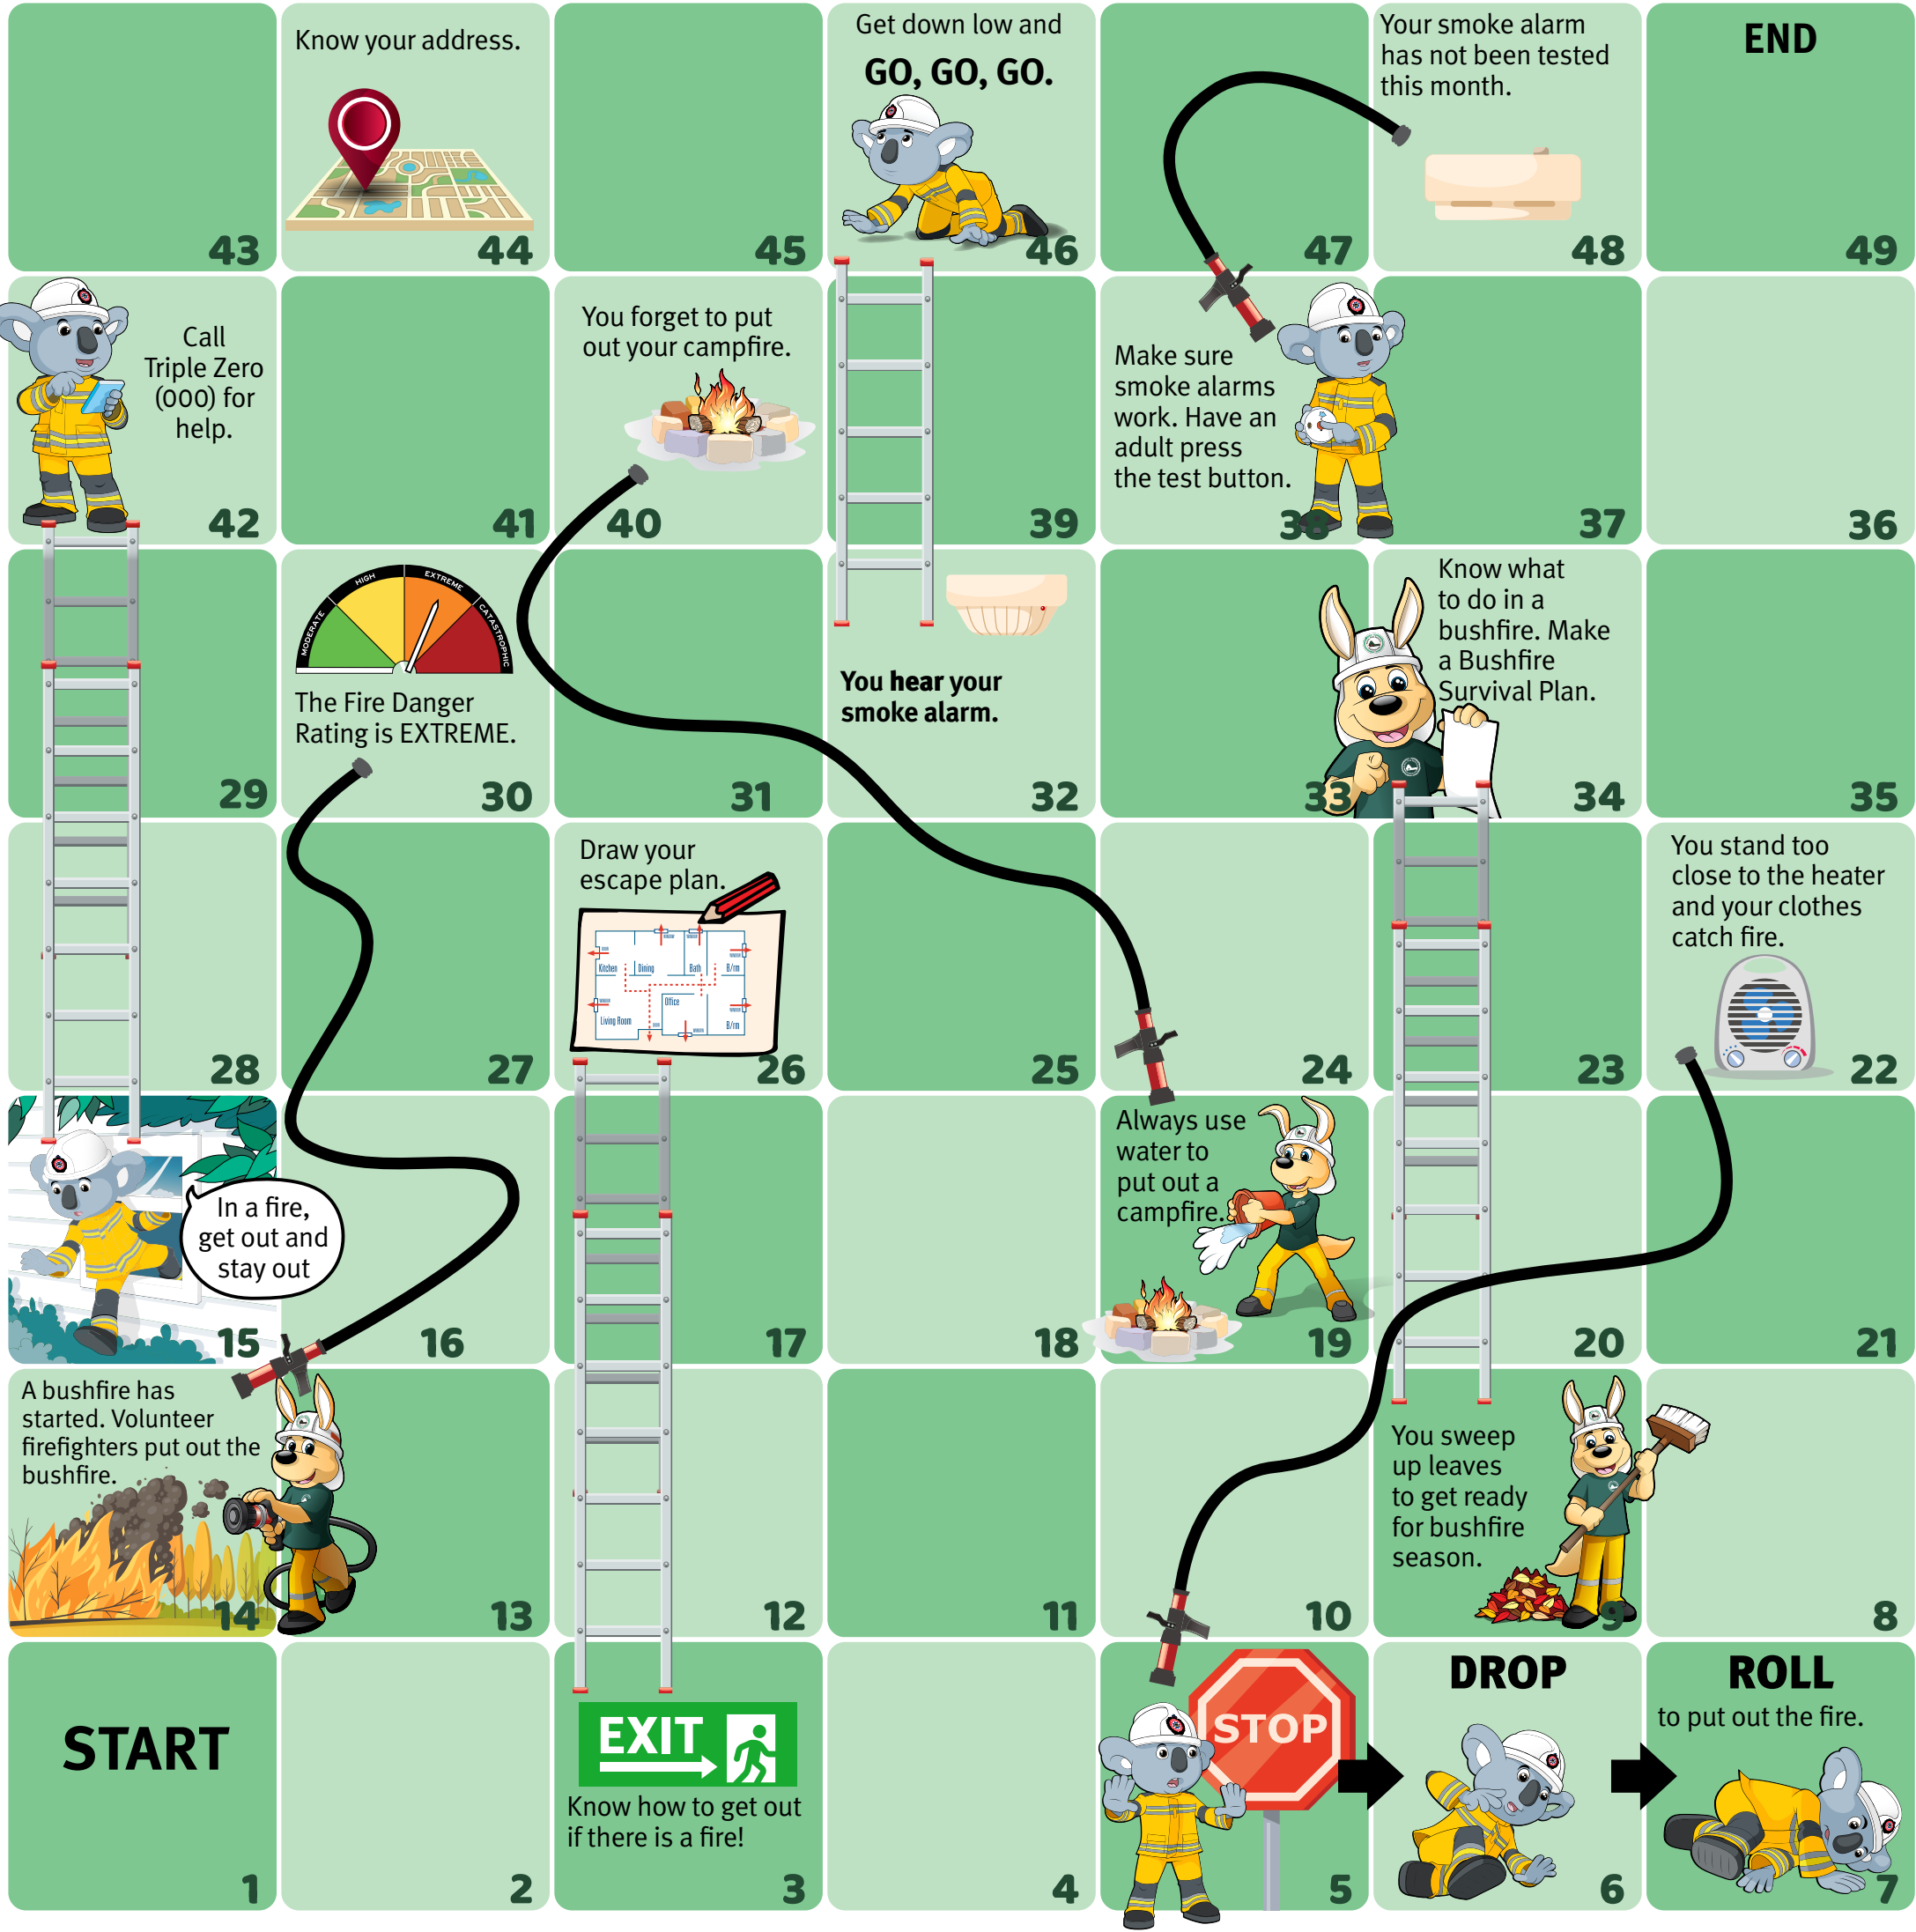 43
Know your address.
44
45
Get down low and
GO, GO, GO.
46
47
Your smoke alarm
has not been tested
this month.
48
END
49
Call
Triple Zero
(000) for
help.
42
41
You forget to put
out your campfire.
40
39
Make sure
smoke alarms
work. Have an
adult press
the test button.
38
37
36
29
MODERATE
HIGH
EXTREME
CATASTROPHIC
The Fire Danger
Rating is EXTREME.
30
31
You hear your
smoke alarm.
32
33
Know what
to do in a
bushfire. Make
a Bushfire
Survival Plan.
34
35
28
27
Draw your
escape plan.
Kitchen
Dining
Bath
B/rm
Office
Living Room
B/rm
26
25
24
23
You stand too
close to the heater
and your clothes
catch fire.
22
In a fire,
get out and
stay out
15
16
17
18
Always use
water to
put out a
campfire.
19
20
21
A bushfire has
started. Volunteer
firefighters put out the
bushfire.
14
13
12
11
10
You sweep
up leaves
to get ready
for bushfire
season.
9
8
START
1
2
EXIT
Know how to get out
if there is a fire!
3
4
STOP
5
DROP
6
ROLL
to put out the fire.
7